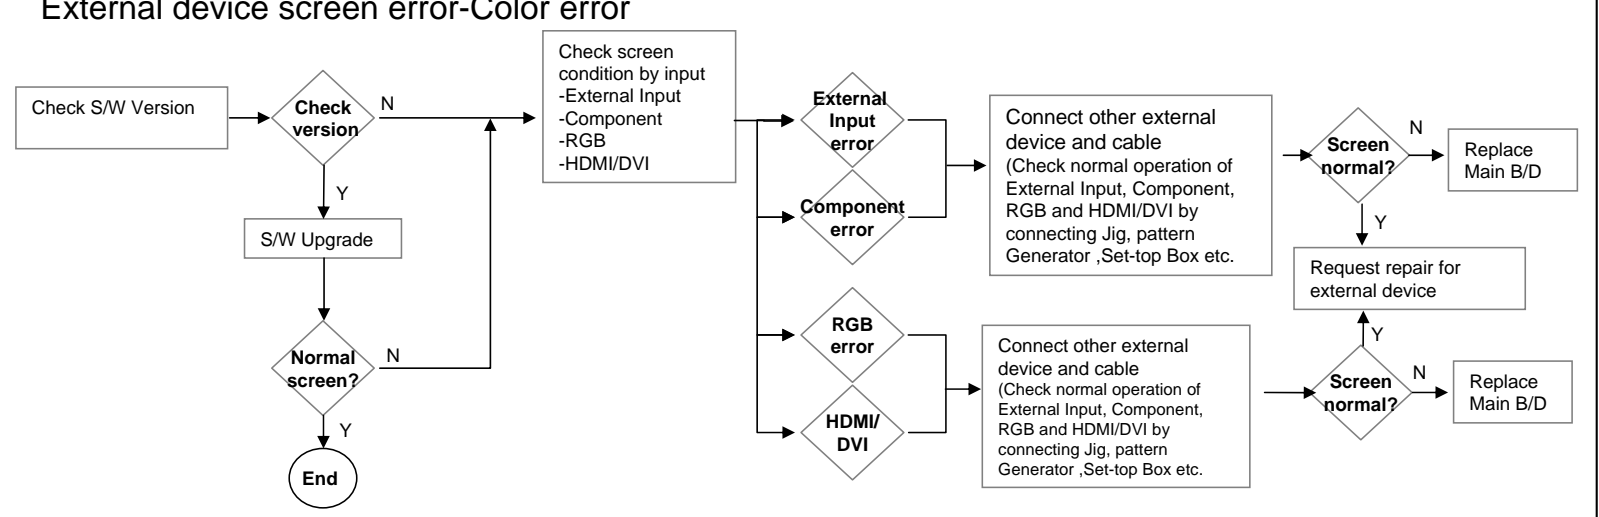 External device screen error-Color error
Check S/W Version
Check
version
N
Y
S/W Upgrade
Normal
screen?
N
Y
End
Check screen
condition by input
-External Input
-Component
-RGB
-HDMI/DVI
External
Input
error
Component
error
RGB
error
HDMI/
DVI
Connect other external
device and cable
(Check normal operation of
External Input, Component,
RGB and HDMI/DVI by
connecting Jig, pattern
Generator ,Set-top Box etc.
Connect other external
device and cable
(Check normal operation of
External Input, Component,
RGB and HDMI/DVI by
connecting Jig, pattern
Generator ,Set-top Box etc.
Screen
normal?
N
Replace
Main B/D
Y
Request repair for
external device
Y
Screen
normal?
N
Replace
Main B/D